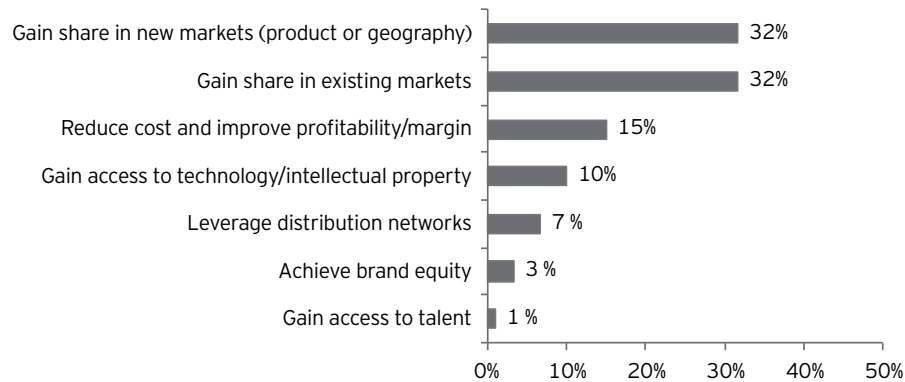 Gain share in new markets (product or geography) 32%
Gain share in existing markets 32%
Reduce cost and improve profitability/margin 15%
Gain access to technology/intellectual property 10%
Leverage distribution networks 7 %
Achieve brand equity 3 %
Gain access to talent 1 %
0% 10% 20% 30% 40% 50%